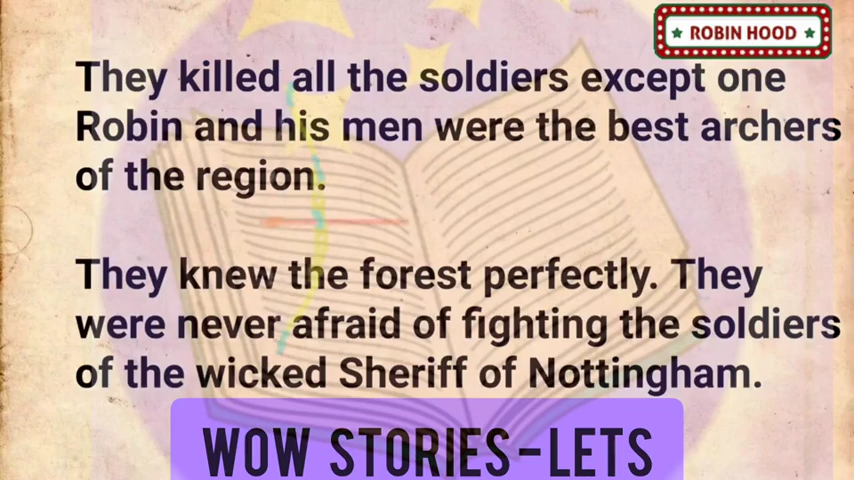 ROBIN HOOD
They killed all the soldiers except one
Robin and his men were the best archers
of the region.
They knew the forest perfectly. They
were never afraid of fighting the soldiers
of the wicked Sheriff of Nottingham.
WOW STORIES-LETS